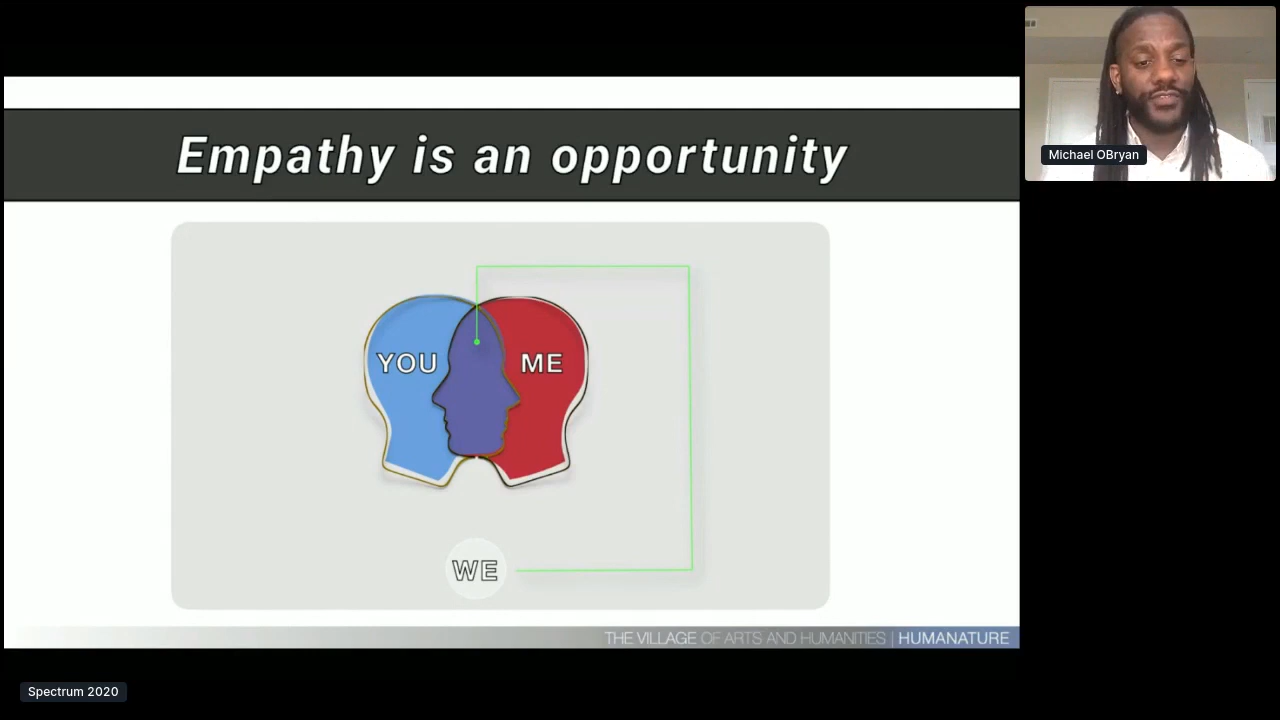 Empathy is an opportunity
YOU
ME
WE
THE VILLAGE OF ARTS AND HUMANITIES | HUMANATURE
Michael OBryan
Spectrum 2020